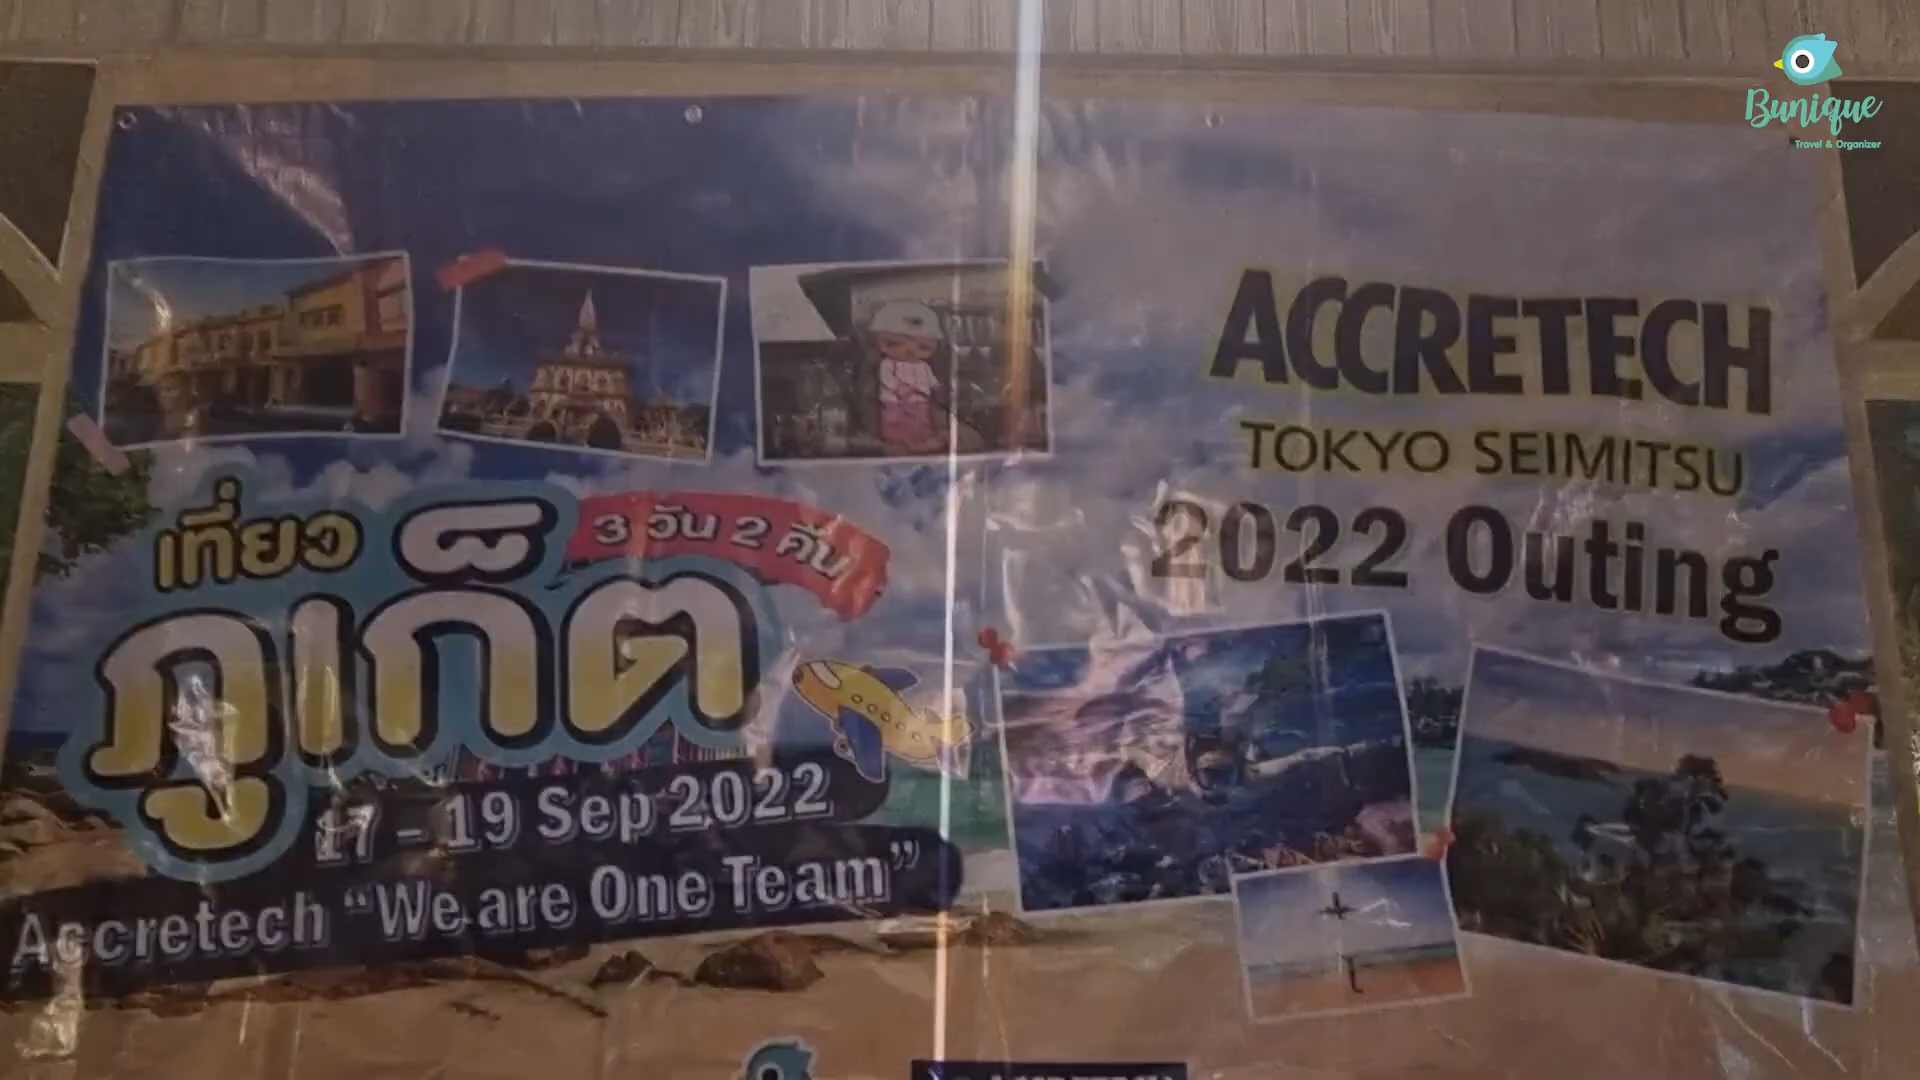 Bunique
Travel & Organizer
ACCRETECH
TOKYO SEIMITSU
2022 Outing
เที่ยว
3 วัน 2 คืน
ภูเก็ต
17 - 19 Sep 2022
Accretech “We are One Team”